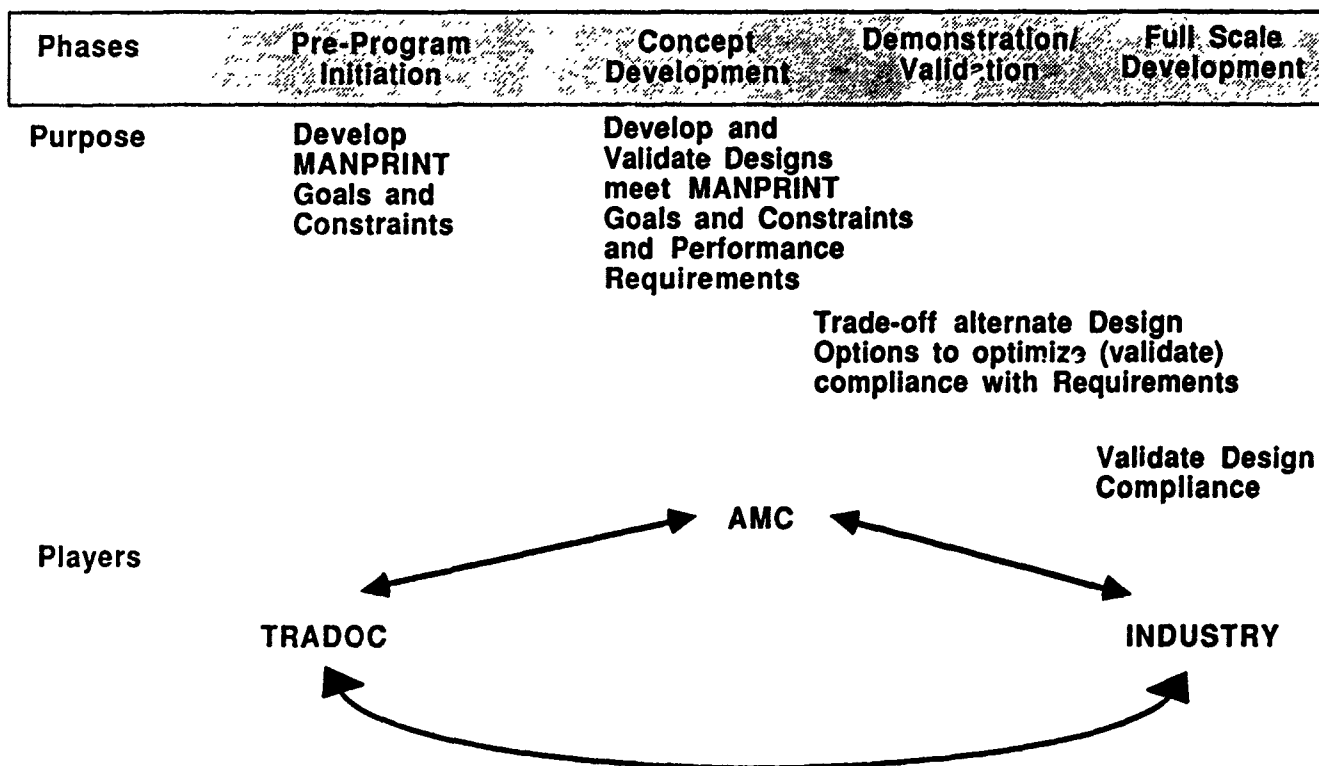 Phases
Pre-Program
Initiation
Concept
Development
Demonstration/
Validation
Full Scale
Development
Purpose
Develop
MANPRINT
Goals and
Constraints
Develop and
Validate Designs
meet MANPRINT
Goals and Constraints
and Performance
Requirements
Trade-off alternate Design
Options to optimize (validate)
compliance with Requirements
Validate Design
Compliance
Players
AMC
TRADOC
INDUSTRY